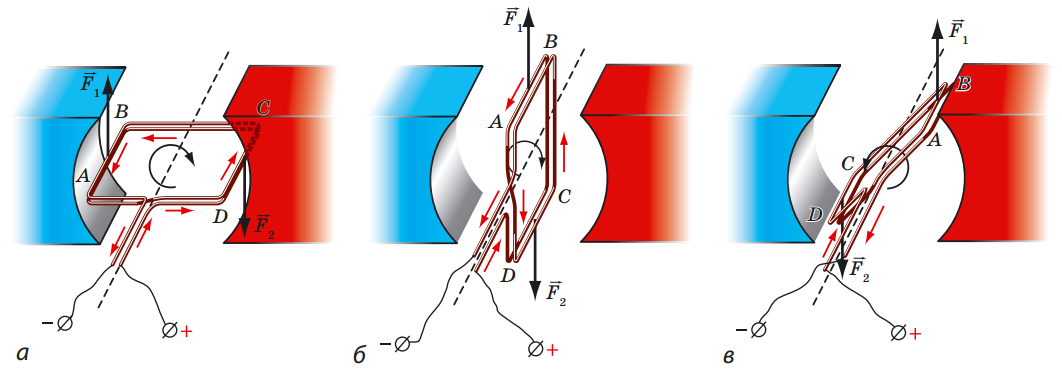 F⃗₁
B
C
A
D
F⃗₂
− +
а
F⃗₁
B
A
C
D
F⃗₂
− +
б
F⃗₁
B
A
C
D
F⃗₂
− +
в